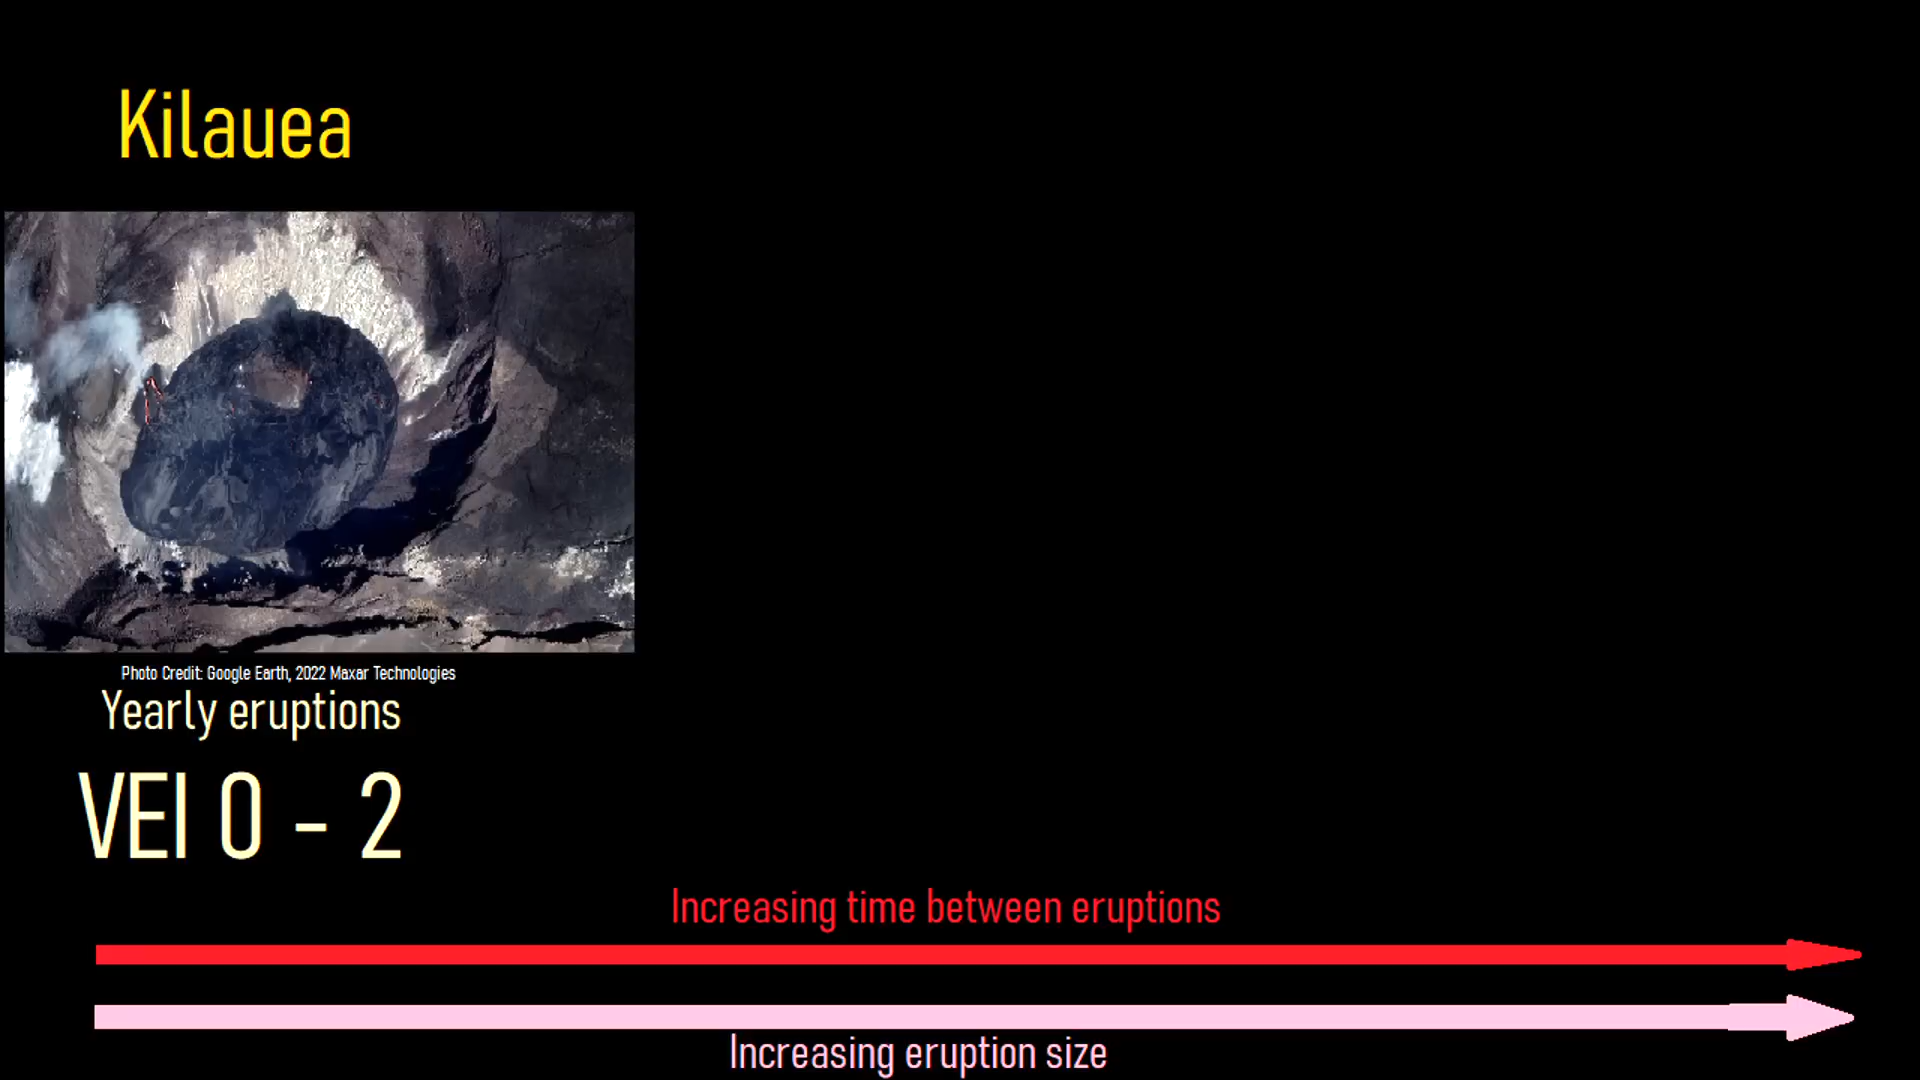 Kilauea
Photo Credit: Google Earth, 2022 Maxar Technologies
Yearly eruptions
VEI 0 - 2
Increasing time between eruptions
Increasing eruption size